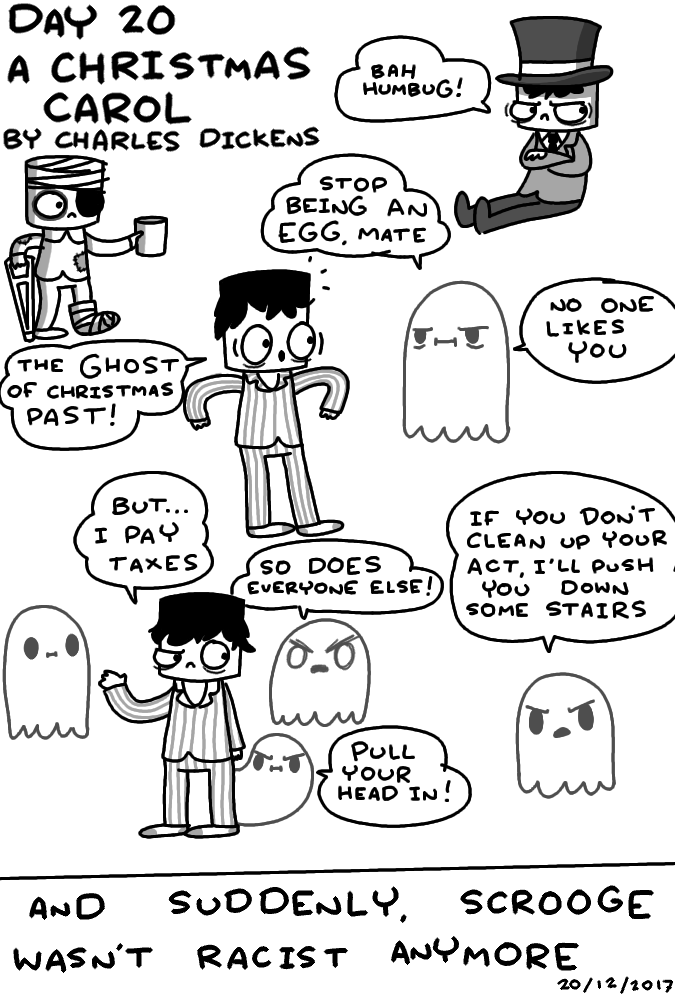 DAY 20
A CHRISTMAS
CAROL
BY CHARLES DICKENS
BAH
HUMBUG!
STOP
BEING AN
EGG, MATE
NO ONE
LIKES
YOU
THE GHOST
OF CHRISTMAS
PAST!
BUT...
I PAY
TAXES
SO DOES
EVERYONE ELSE!
IF YOU DON'T
CLEAN UP YOUR
ACT, I'LL PUSH
YOU DOWN
SOME STAIRS
PULL
YOUR
HEAD IN!
AND SUDDENLY, SCROOGE
WASN'T RACIST ANYMORE
20/12/2017